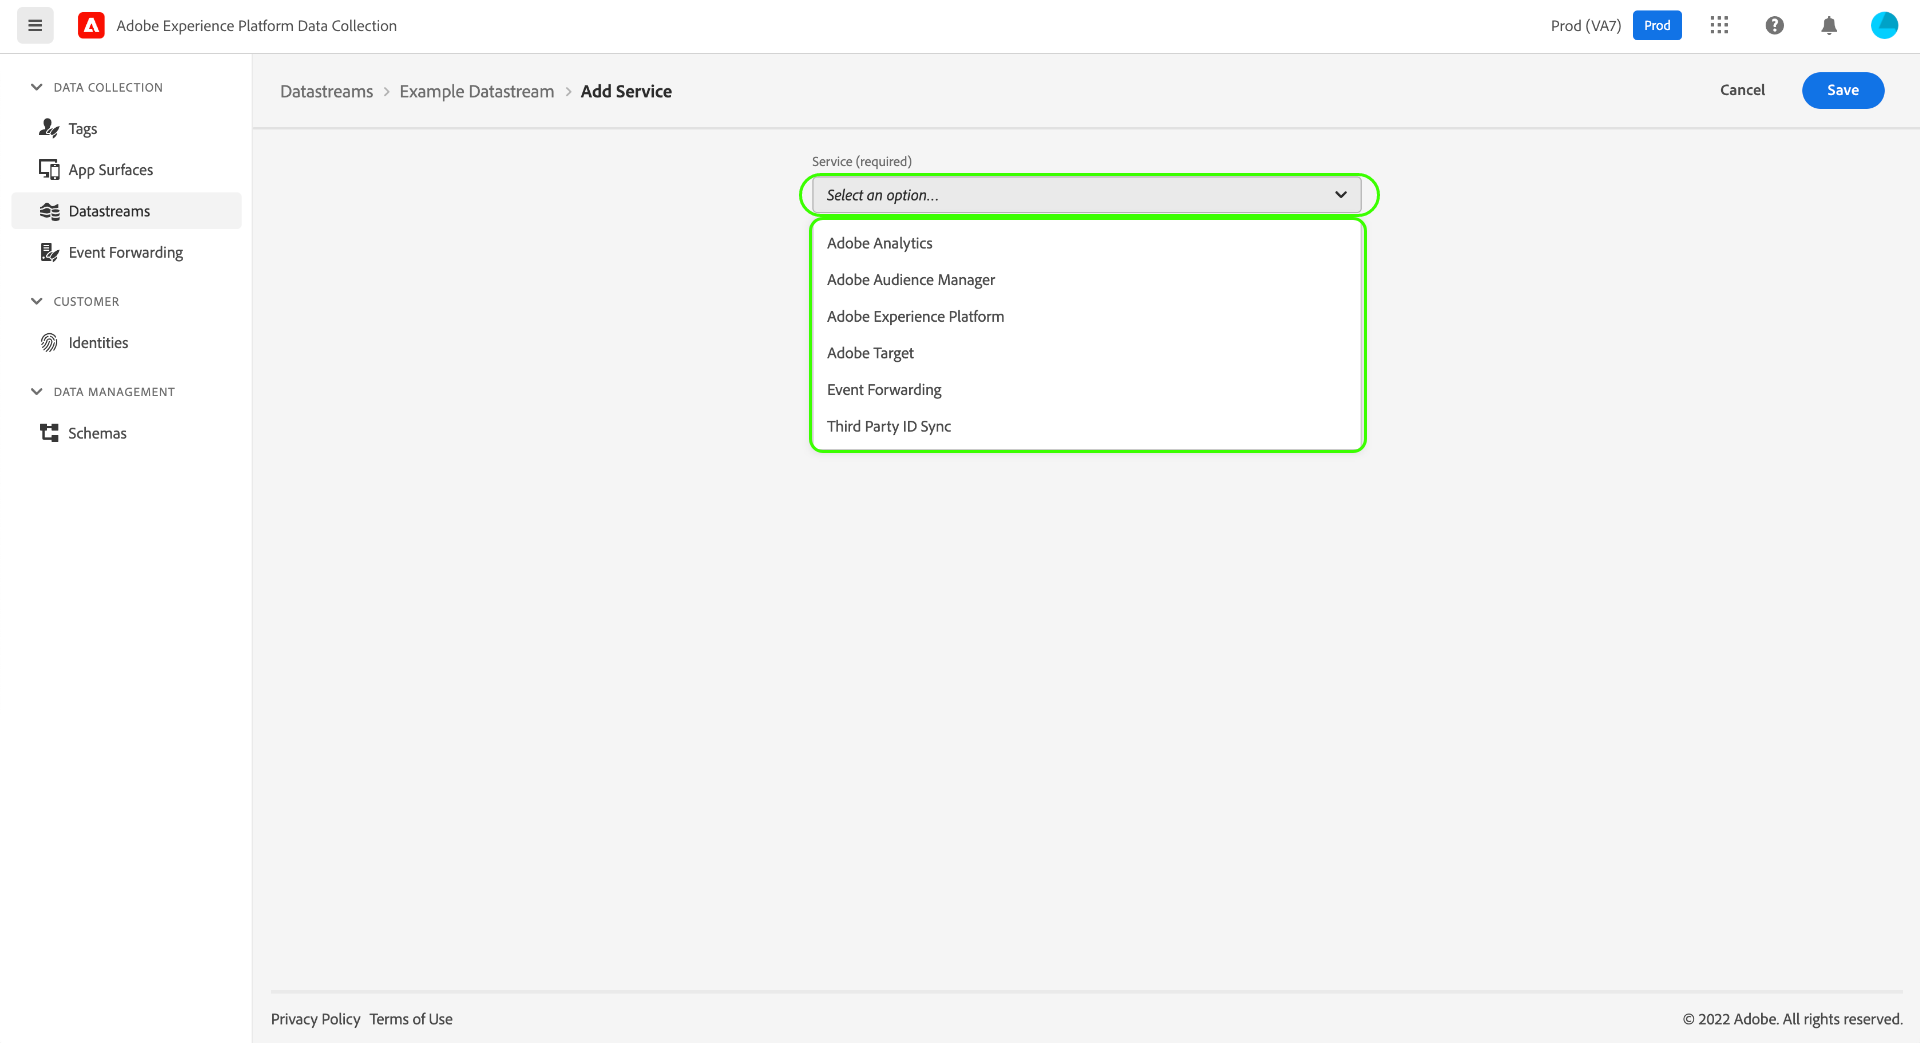 Adobe Experience Platform Data Collection
Prod (VA7)
Prod
DATA COLLECTION
Tags
App Surfaces
Datastreams
Event Forwarding
CUSTOMER
Identities
DATA MANAGEMENT
Schemas
Datastreams > Example Datastream > Add Service
Cancel
Save
Service (required)
Select an option...
Adobe Analytics
Adobe Audience Manager
Adobe Experience Platform
Adobe Target
Event Forwarding
Third Party ID Sync
Privacy Policy Terms of Use
© 2022 Adobe. All rights reserved.